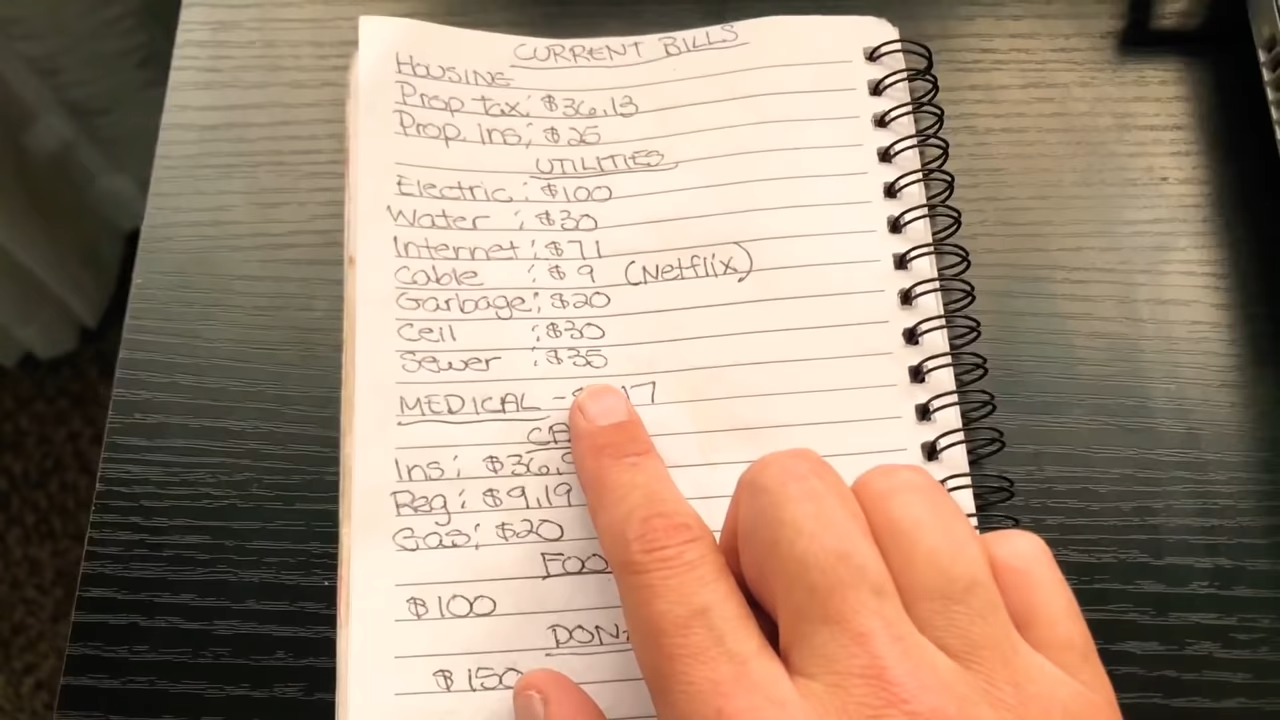 CURRENT BILLS
HOUSING
Prop tax: $36.13
Prop. Ins: $25
UTILITIES
Electric: $100
Water : $30
Internet: $71
Cable : $9 (Netflix)
Garbage: $20
Cell : $30
Sewer : $35
MEDICAL -
Ins:
Reg: $9.19
Gas: $20
$100
$150